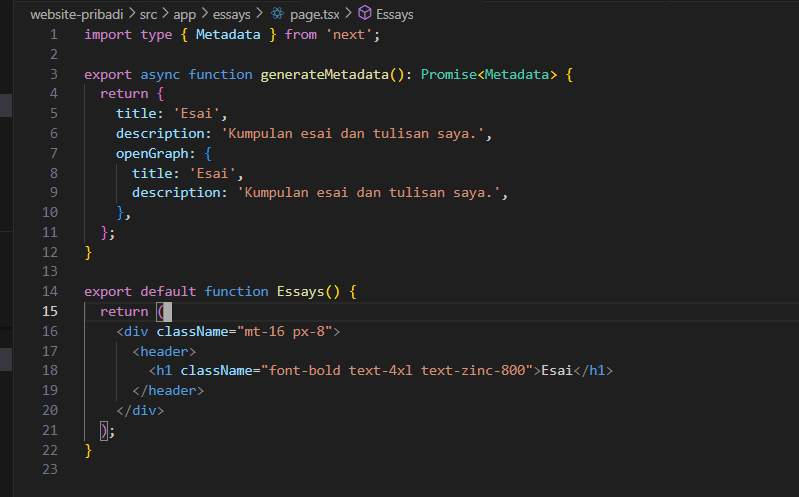 website-pribadi > src > app > essays > page.tsx > Essays
1 import type { Metadata } from 'next';
2
3 export async function generateMetadata(): Promise<Metadata> {
4   return {
5     title: 'Esai',
6     description: 'Kumpulan esai dan tulisan saya.',
7     openGraph: {
8       title: 'Esai',
9       description: 'Kumpulan esai dan tulisan saya.',
10     },
11   };
12 }
13
14 export default function Essays() {
15   return (
16     <div className="mt-16 px-8">
17       <header>
18         <h1 className="font-bold text-4xl text-zinc-800">Esai</h1>
19       </header>
20     </div>
21   );
22 }
23